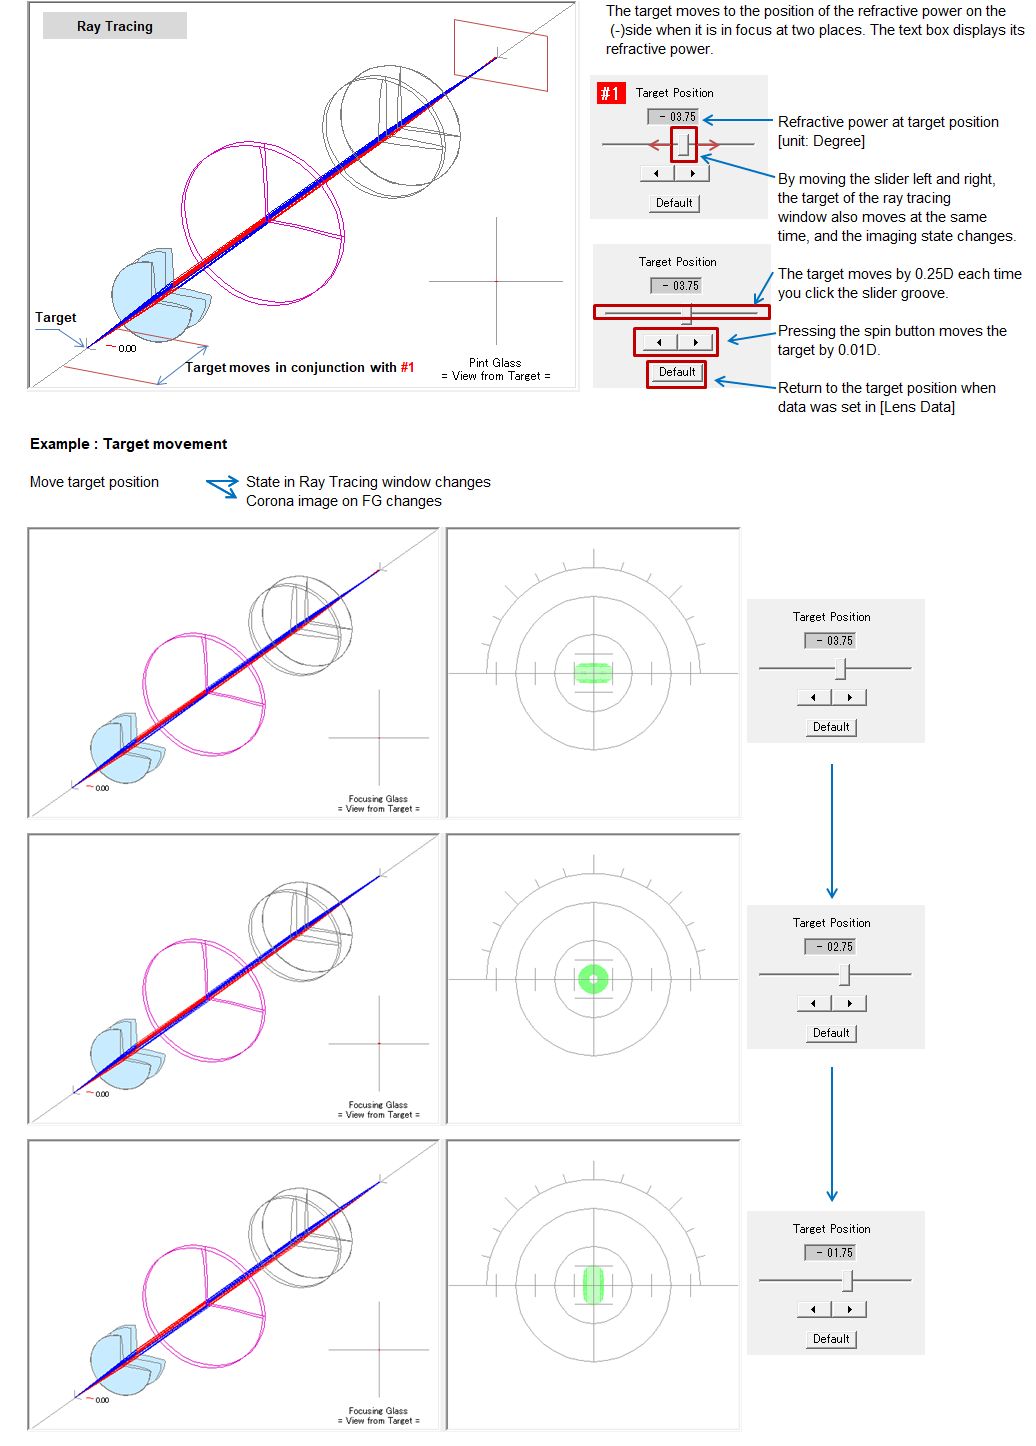 Ray Tracing
The target moves to the position of the refractive power on the
(-)side when it is in focus at two places. The text box displays its
refractive power.
#1
Target Position
- 03.75
Refractive power at target position
[unit: Degree]
By moving the slider left and right,
the target of the ray tracing
window also moves at the same
time, and the imaging state changes.
Default
Target Position
- 03.75
The target moves by 0.25D each time
you click the slider groove.
Pressing the spin button moves the
target by 0.01D.
Default
Return to the target position when
data was set in [Lens Data]
Target
0.00
Target moves in conjunction with #1
Pint Glass
= View from Target =
Example : Target movement
Move target position
State in Ray Tracing window changes
Corona image on FG changes
0.00
Focusing Glass
= View from Target =
Target Position
- 03.75
Default
0.00
Focusing Glass
= View from Target =
Target Position
- 02.75
Default
0.00
Focusing Glass
= View from Target =
Target Position
- 01.75
Default